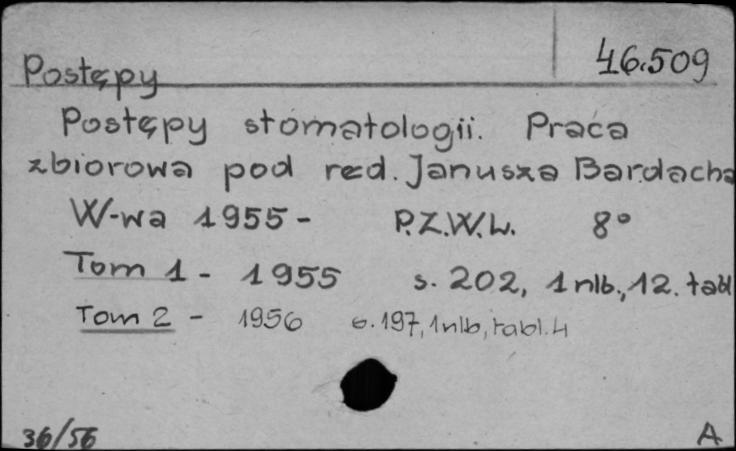 46.509
Postępy
Postępy stomatologii. Praca
zbiorowa pod red. Janusza Bardacha
W-wa 1955- P.Z.W.L. 8°
Tom 1 - 1955 s. 202, 1 nlb., 12. tabl
Tom 2 - 1956 s. 197, 1 nlb, tabl. 4
36/56 A